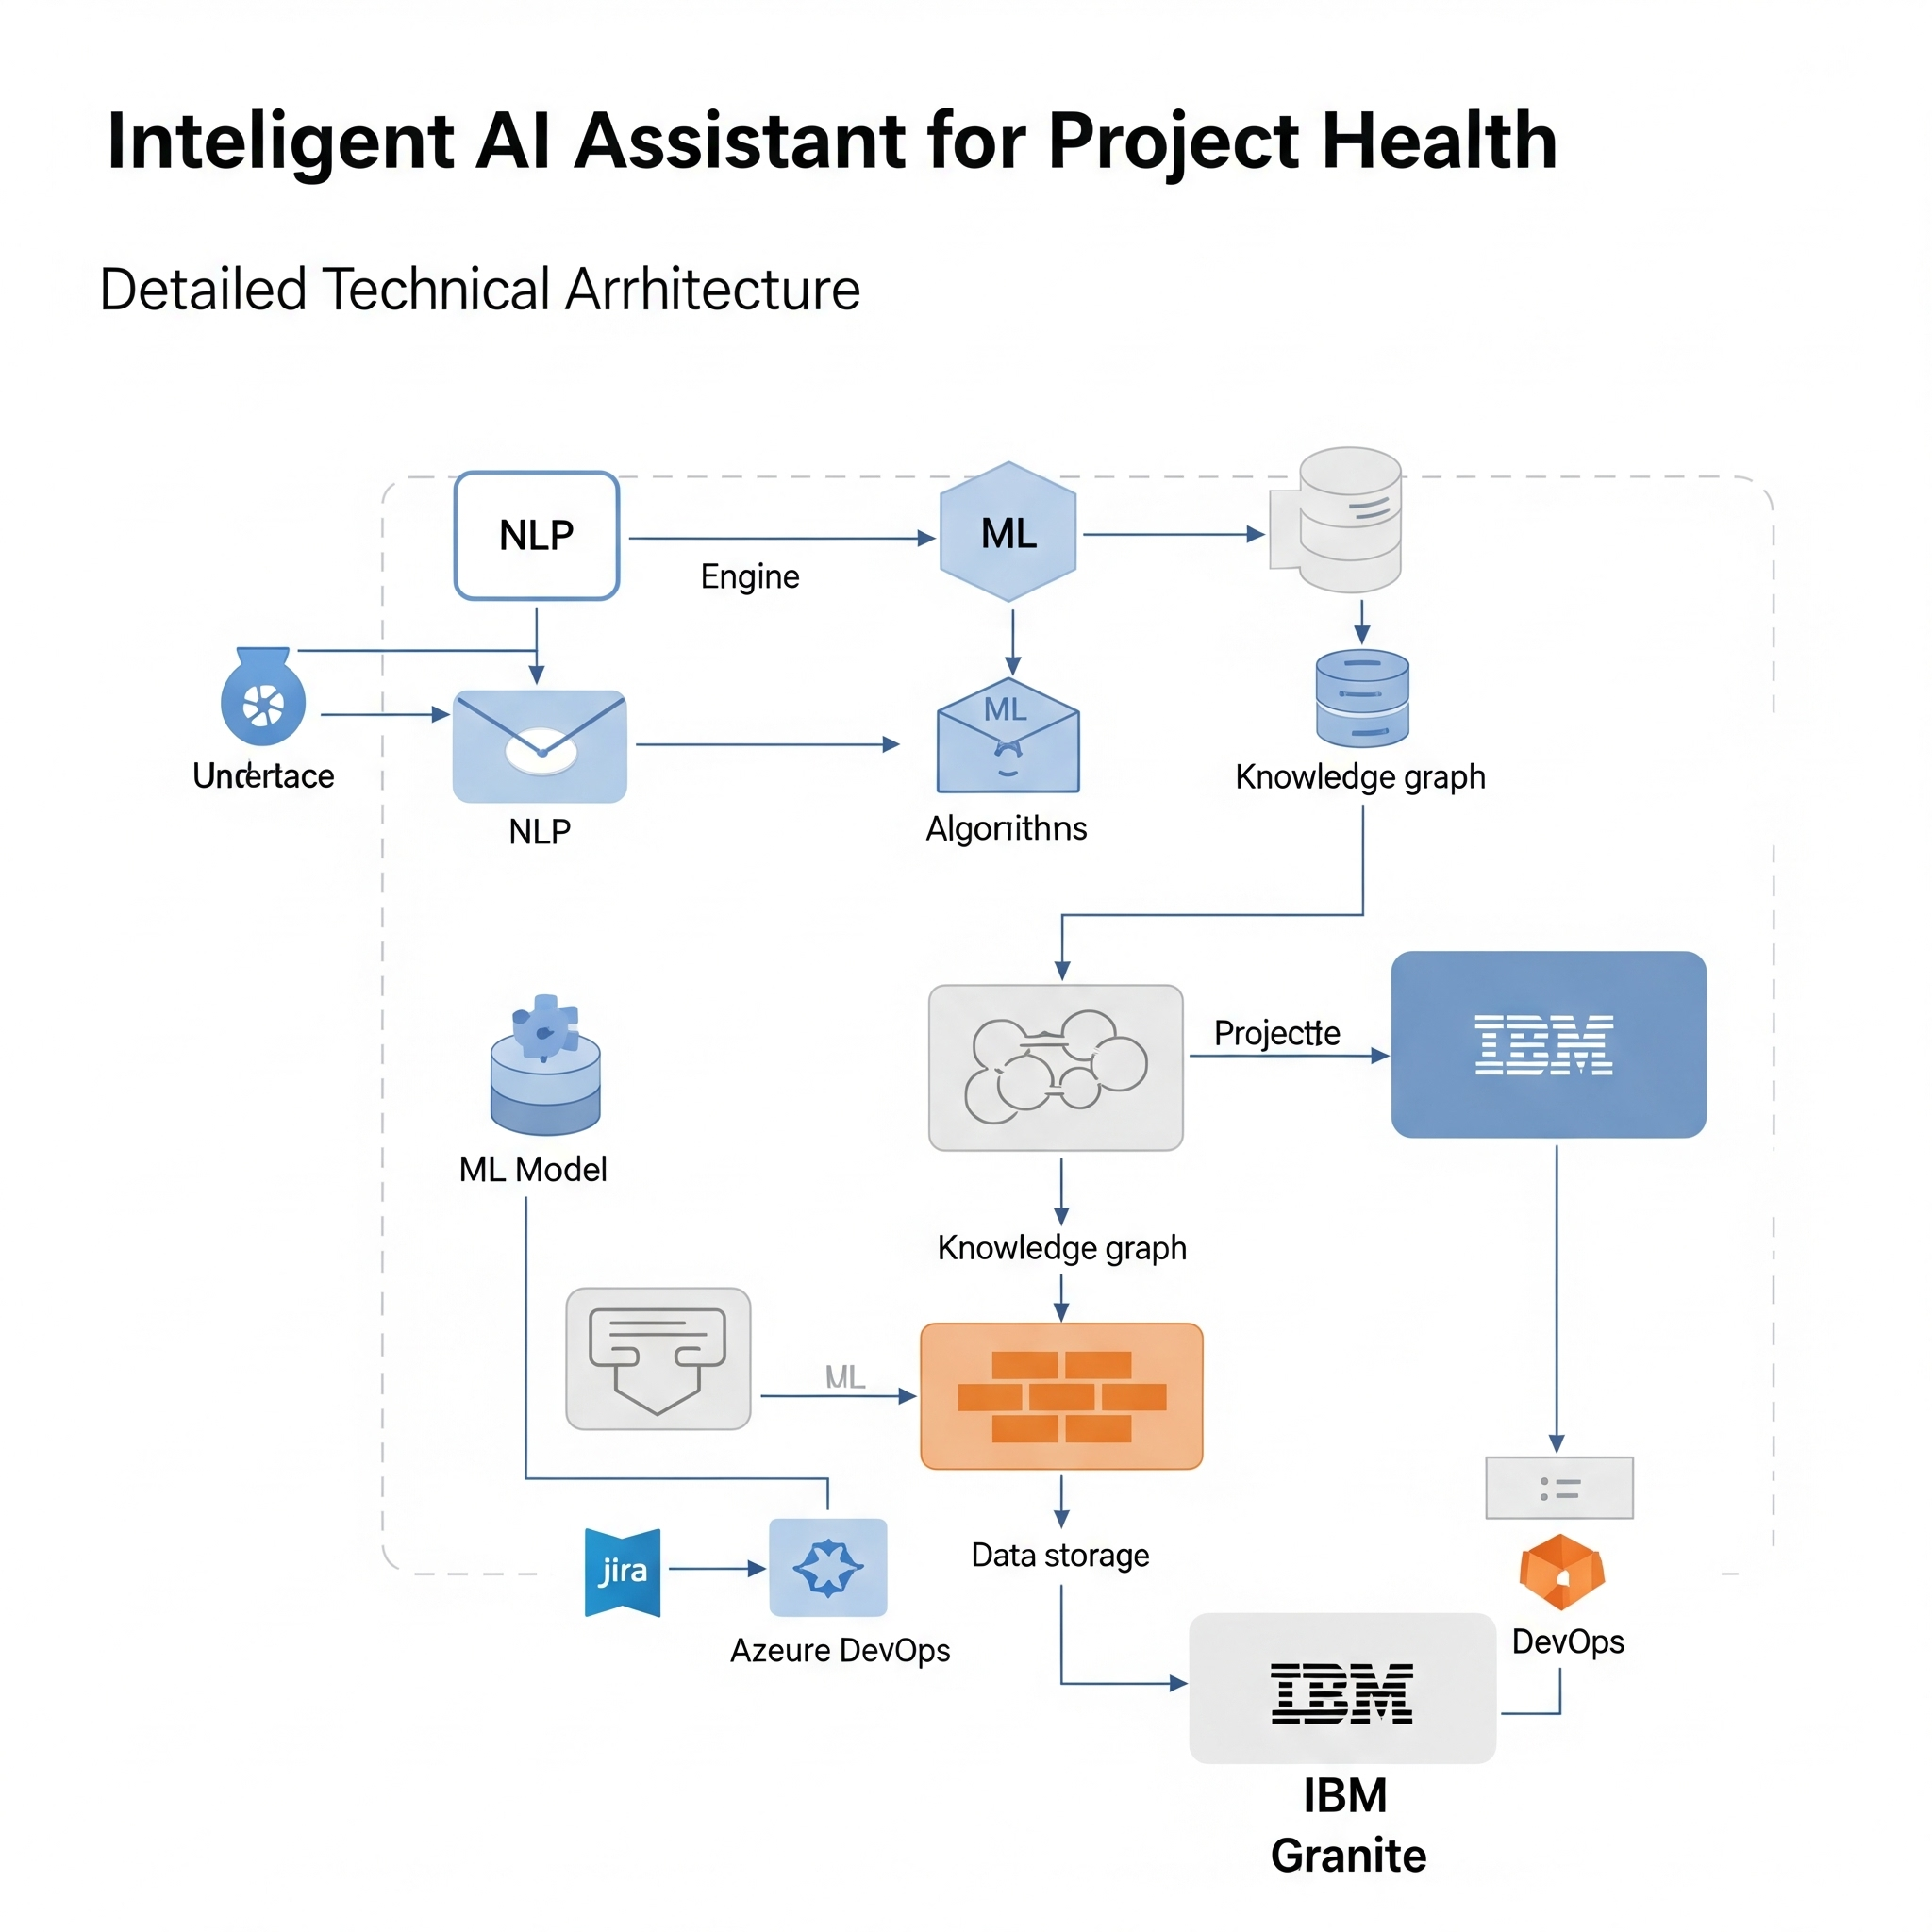 Inteligent AI Assistant for Project Health
Detailed Technical Arrhitecture
NLP
Engine
ML
ML
Undertace
NLP
Algorrithns
Knowledge graph
Projectte
IBM
ML Model
Knowledge graph
ML
jira
Azeure DevOps
Data storage
DevOps
IBM
IBM
Granite